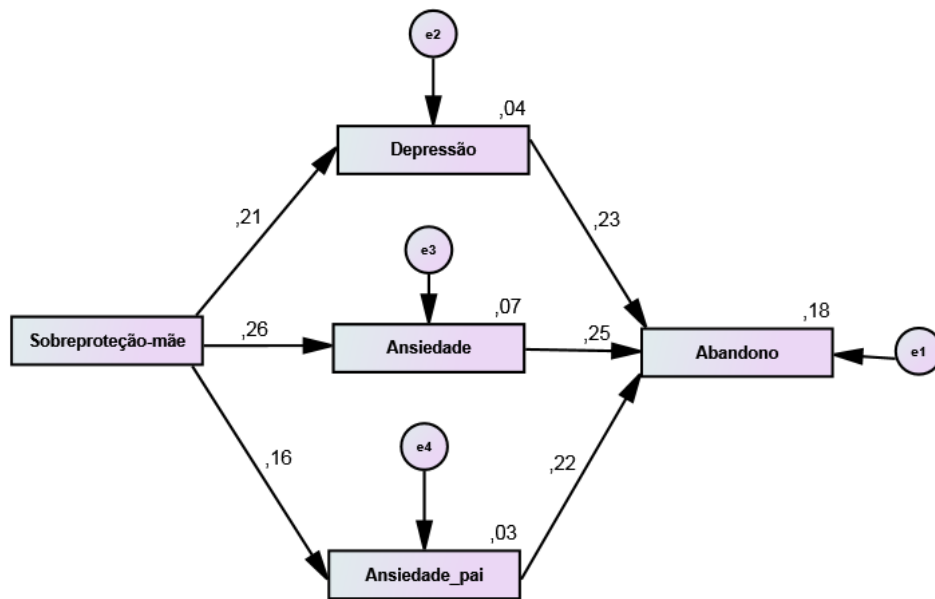 e2
,04
Depressão
,21
,23
e3
,07
,18
Sobreproteção-mãe
,26
Ansiedade
,25
Abandono
e1
e4
,16
,22
,03
Ansiedade_pai